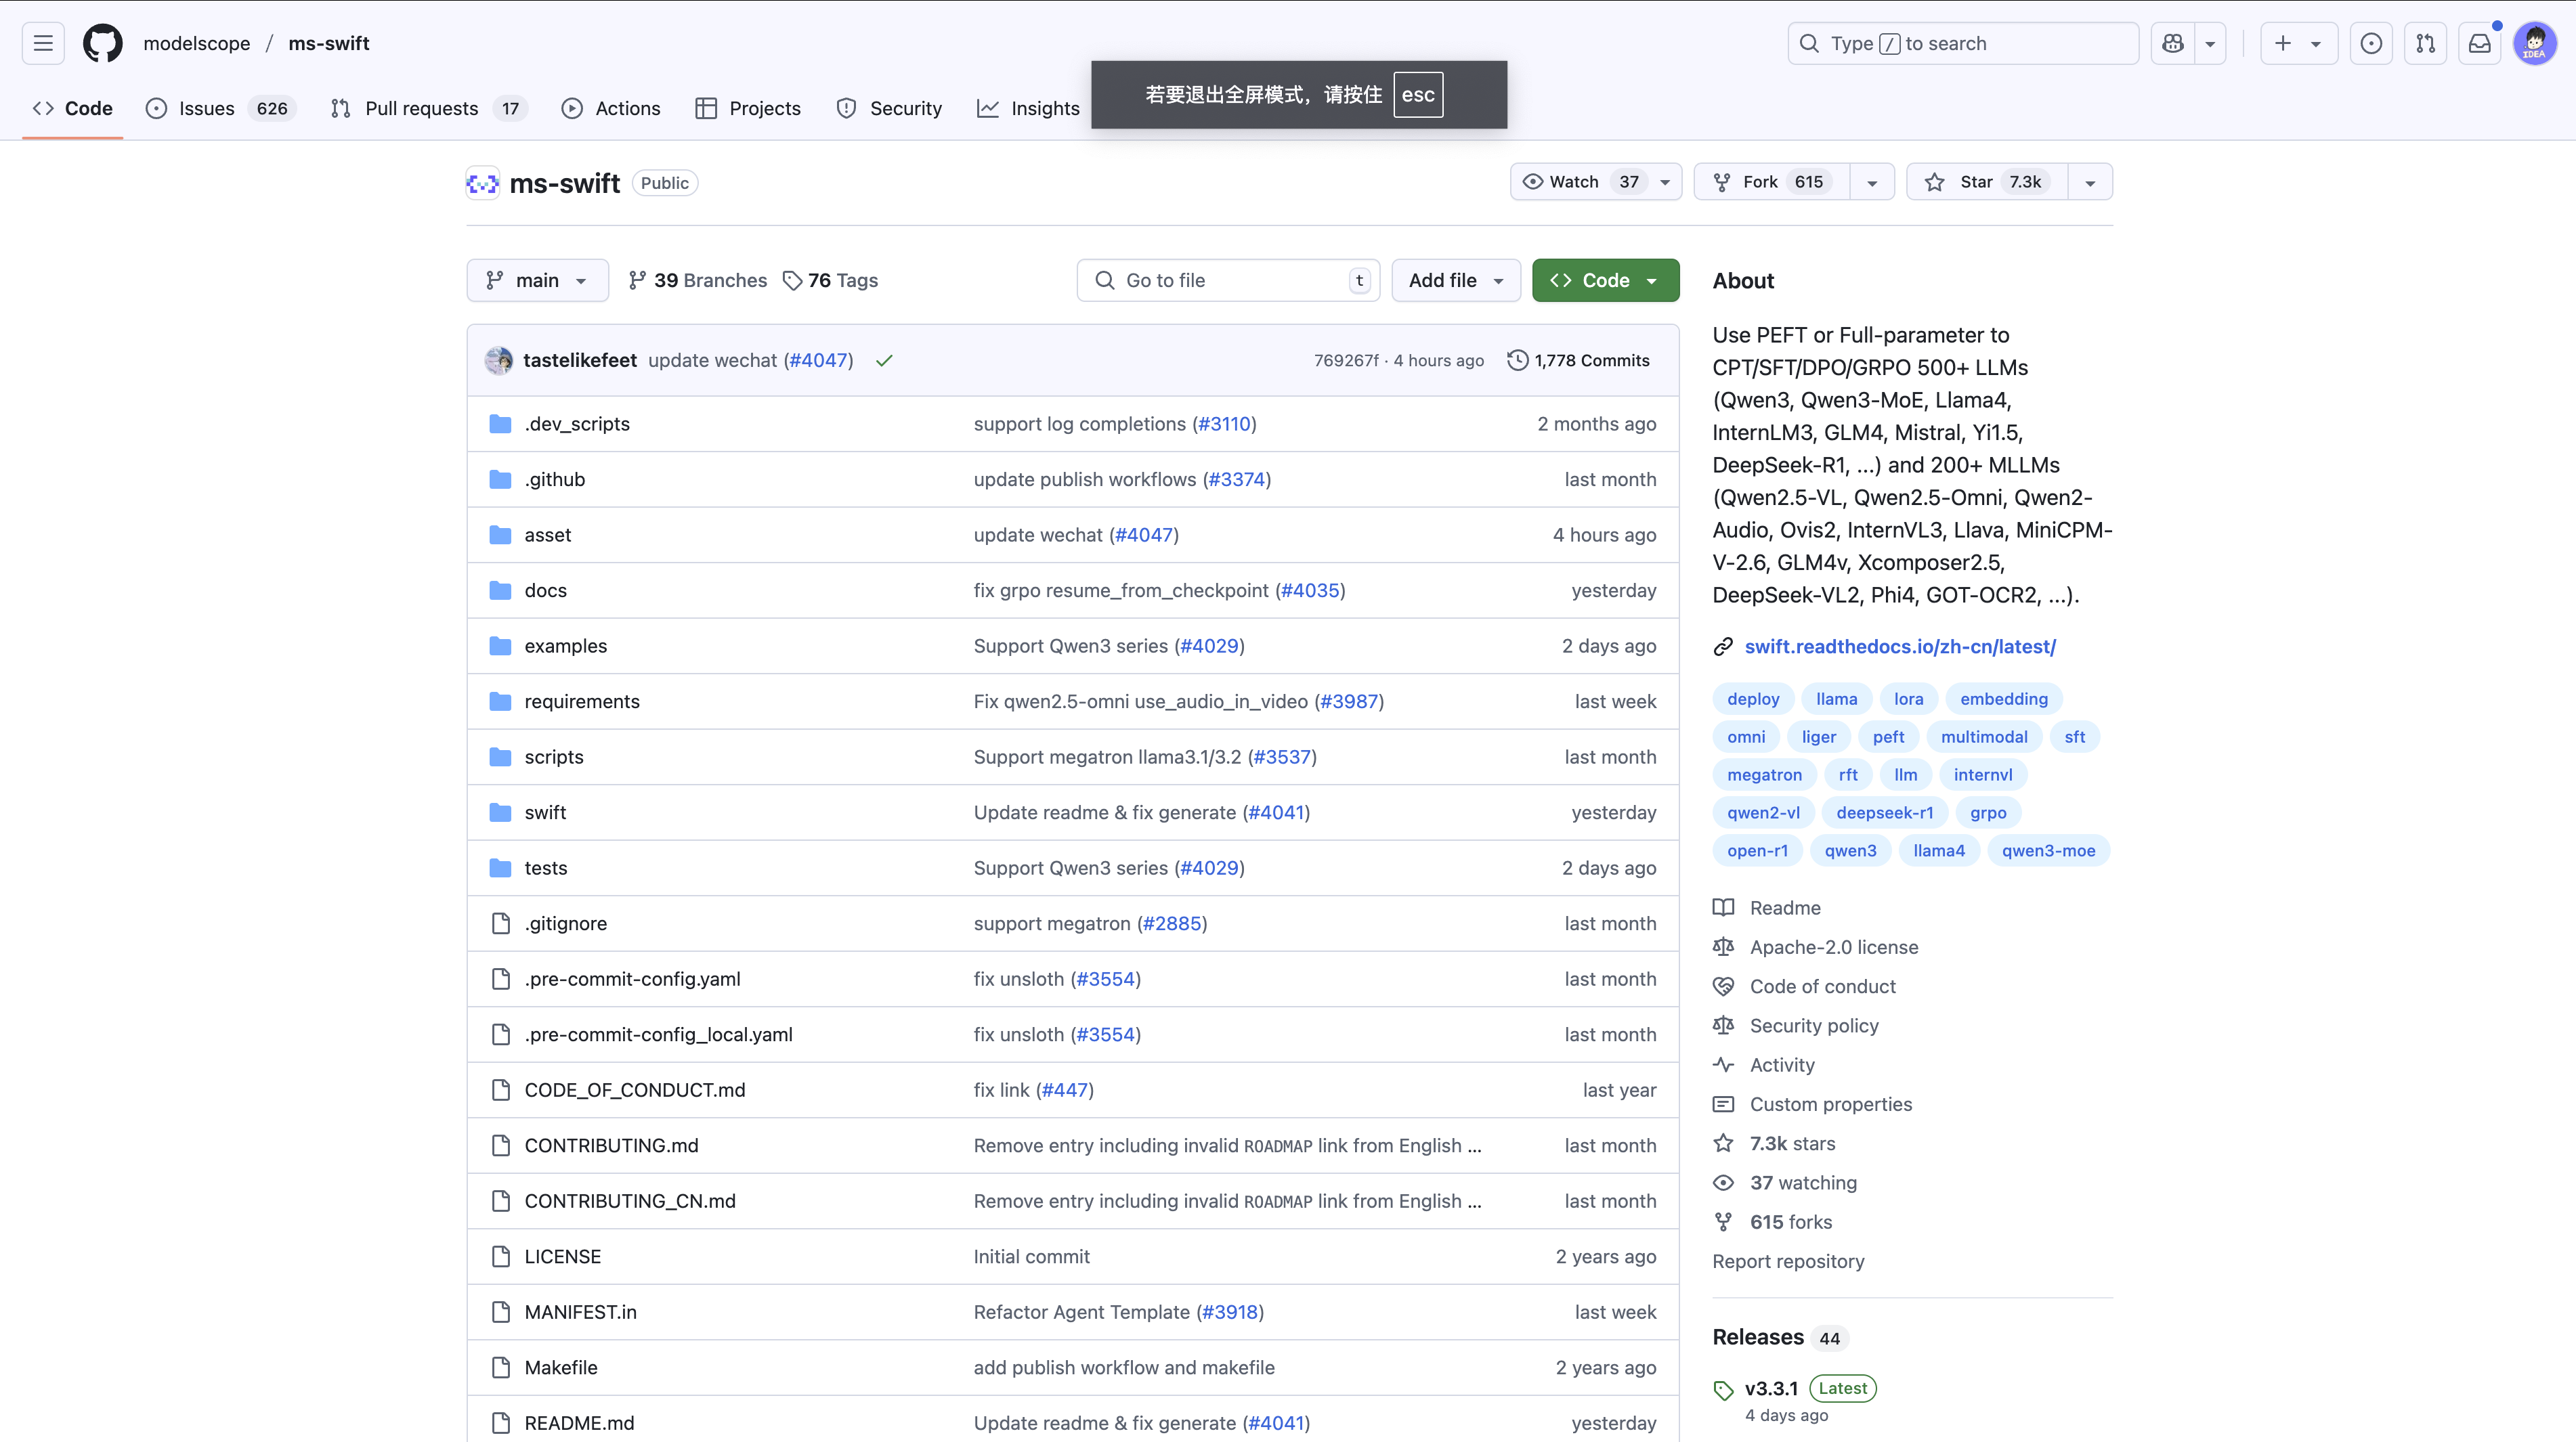 modelscope / ms-swift
Type / to search
Code
Issues 626
Pull requests 17
Actions
Projects
Security
Insights
若要退出全屏模式，请按住 esc
IDEA
ms-swift Public
Watch 37
Fork 615
Star 7.3k
main
39 Branches
76 Tags
Go to file t
Add file
Code
tastelikefeet update wechat (#4047) 769267f · 4 hours ago 1,778 Commits
.dev_scripts support log completions (#3110) 2 months ago
.github update publish workflows (#3374) last month
asset update wechat (#4047) 4 hours ago
docs fix grpo resume_from_checkpoint (#4035) yesterday
examples Support Qwen3 series (#4029) 2 days ago
requirements Fix qwen2.5-omni use_audio_in_video (#3987) last week
scripts Support megatron llama3.1/3.2 (#3537) last month
swift Update readme & fix generate (#4041) yesterday
tests Support Qwen3 series (#4029) 2 days ago
.gitignore support megatron (#2885) last month
.pre-commit-config.yaml fix unsloth (#3554) last month
.pre-commit-config_local.yaml fix unsloth (#3554) last month
CODE_OF_CONDUCT.md fix link (#447) last year
CONTRIBUTING.md Remove entry including invalid ROADMAP link from English ... last month
CONTRIBUTING_CN.md Remove entry including invalid ROADMAP link from English ... last month
LICENSE Initial commit 2 years ago
MANIFEST.in Refactor Agent Template (#3918) last week
Makefile add publish workflow and makefile 2 years ago
README.md Update readme & fix generate (#4041) yesterday
About
Use PEFT or Full-parameter to
CPT/SFT/DPO/GRPO 500+ LLMs
(Qwen3, Qwen3-MoE, Llama4,
InternLM3, GLM4, Mistral, Yi1.5,
DeepSeek-R1, ...) and 200+ MLLMs
(Qwen2.5-VL, Qwen2.5-Omni, Qwen2-
Audio, Ovis2, InternVL3, Llava, MiniCPM-
V-2.6, GLM4v, Xcomposer2.5,
DeepSeek-VL2, Phi4, GOT-OCR2, ...).
swift.readthedocs.io/zh-cn/latest/
deploy llama lora embedding
omni liger peft multimodal sft
megatron rft llm internvl
qwen2-vl deepseek-r1 grpo
open-r1 qwen3 llama4 qwen3-moe
Readme
Apache-2.0 license
Code of conduct
Security policy
Activity
Custom properties
7.3k stars
37 watching
615 forks
Report repository
Releases 44
v3.3.1 Latest
4 days ago